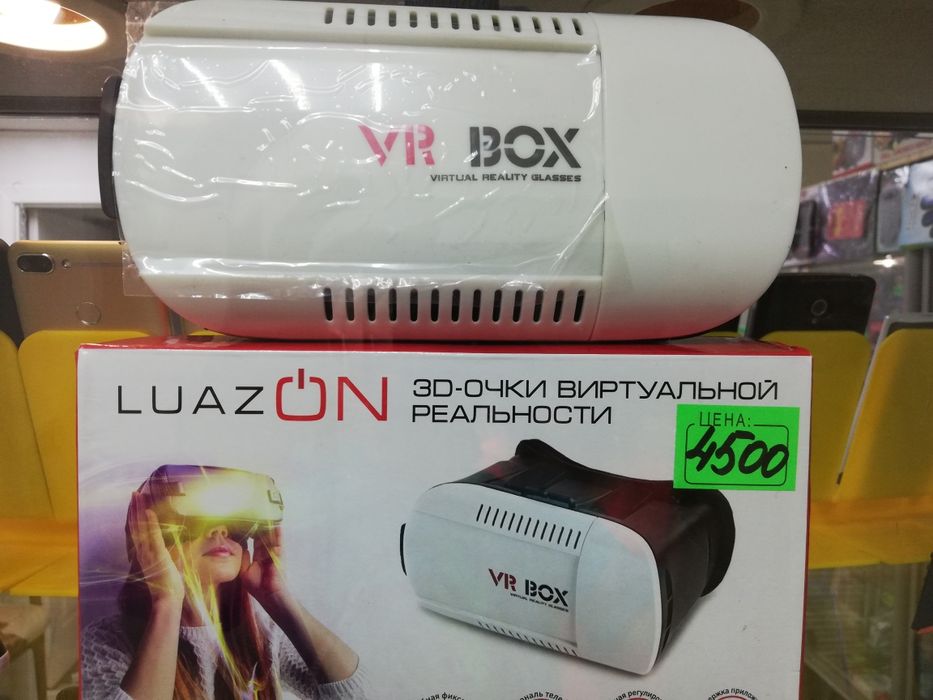 VR BOX
VIRTUAL REALITY GLASSES
LUAZON
3D-ОЧКИ ВИРТУАЛЬНОЙ
РЕАЛЬНОСТИ
ЦЕНА:
4500
VR BOX
VIRTUAL REALITY GLASSES